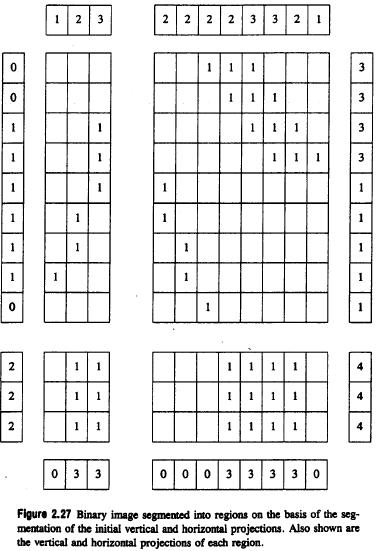 1 2 3 2 2 2 2 3 3 2 1
0 1 1 1 3
0 1 1 1 3
1 1 1 1 1 3
1 1 1 1 1 3
1 1 1 1
1 1 1 1
1 1 1 1
1 1 1 1
0 1 1
2 1 1 1 1 1 1 4
2 1 1 1 1 1 1 4
2 1 1 1 1 1 1 4
0 3 3 0 0 0 3 3 3 3 0
Figure 2.27 Binary image segmented into regions on the basis of the seg-
mentation of the initial vertical and horizontal projections. Also shown are
the vertical and horizontal projections of each region.